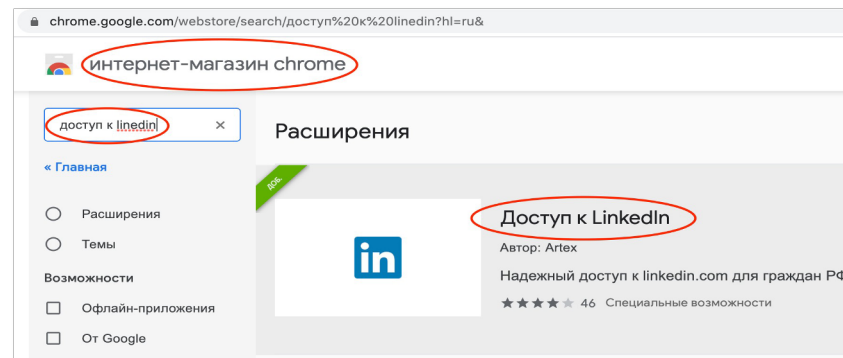 chrome.google.com/webstore/search/доступ%20к%20linedin?hl=ru&
интернет-магазин chrome
доступ к linedin ×
« Главная
Расширения
Темы
Возможности
Офлайн-приложения
От Google
Расширения
ДОБ.
in
Доступ к LinkedIn
Автор: Artex
Надежный доступ к linkedin.com для граждан РФ
46 Специальные возможности